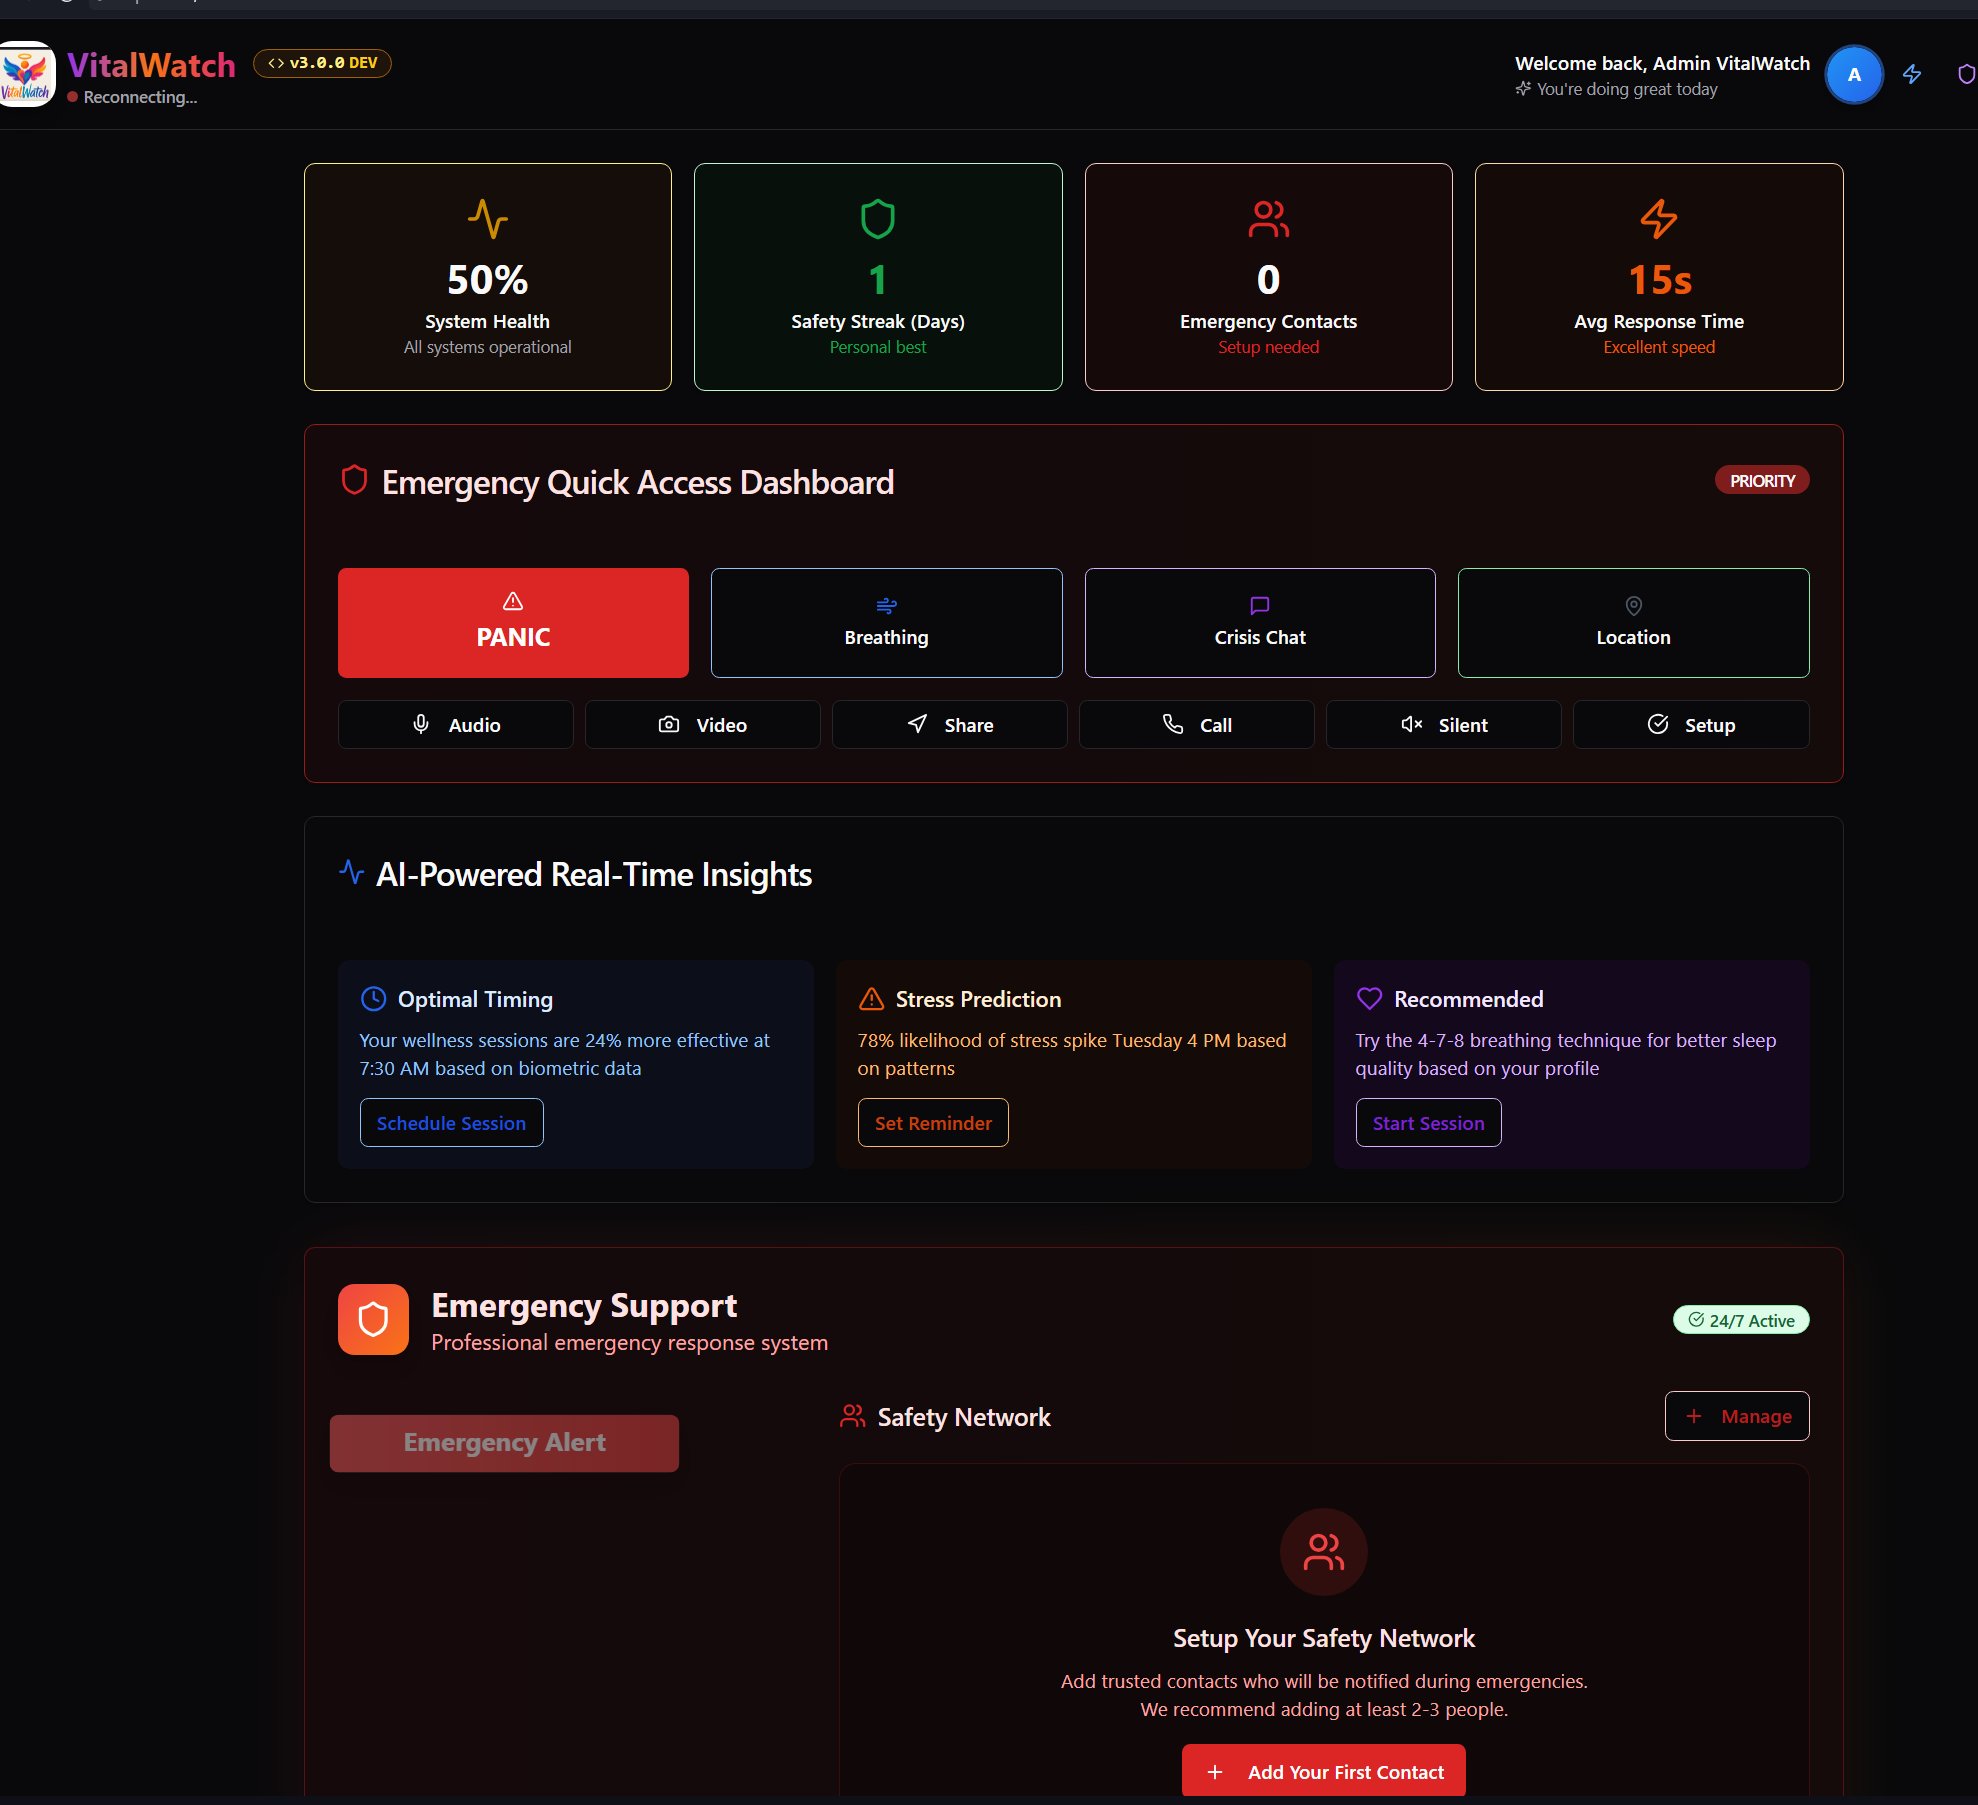 VitalWatch
v3.0.0 DEV
Reconnecting...
VitalWatch
Welcome back, Admin VitalWatch
You're doing great today
A
50%
System Health
All systems operational
1
Safety Streak (Days)
Personal best
0
Emergency Contacts
Setup needed
15s
Avg Response Time
Excellent speed
Emergency Quick Access Dashboard
PRIORITY
PANIC
Breathing
Crisis Chat
Location
Audio
Video
Share
Call
Silent
Setup
AI-Powered Real-Time Insights
Optimal Timing
Your wellness sessions are 24% more effective at
7:30 AM based on biometric data
Schedule Session
Stress Prediction
78% likelihood of stress spike Tuesday 4 PM based
on patterns
Set Reminder
Recommended
Try the 4-7-8 breathing technique for better sleep
quality based on your profile
Start Session
Emergency Support
Professional emergency response system
24/7 Active
Emergency Alert
Safety Network
Manage
Setup Your Safety Network
Add trusted contacts who will be notified during emergencies.
We recommend adding at least 2-3 people.
Add Your First Contact